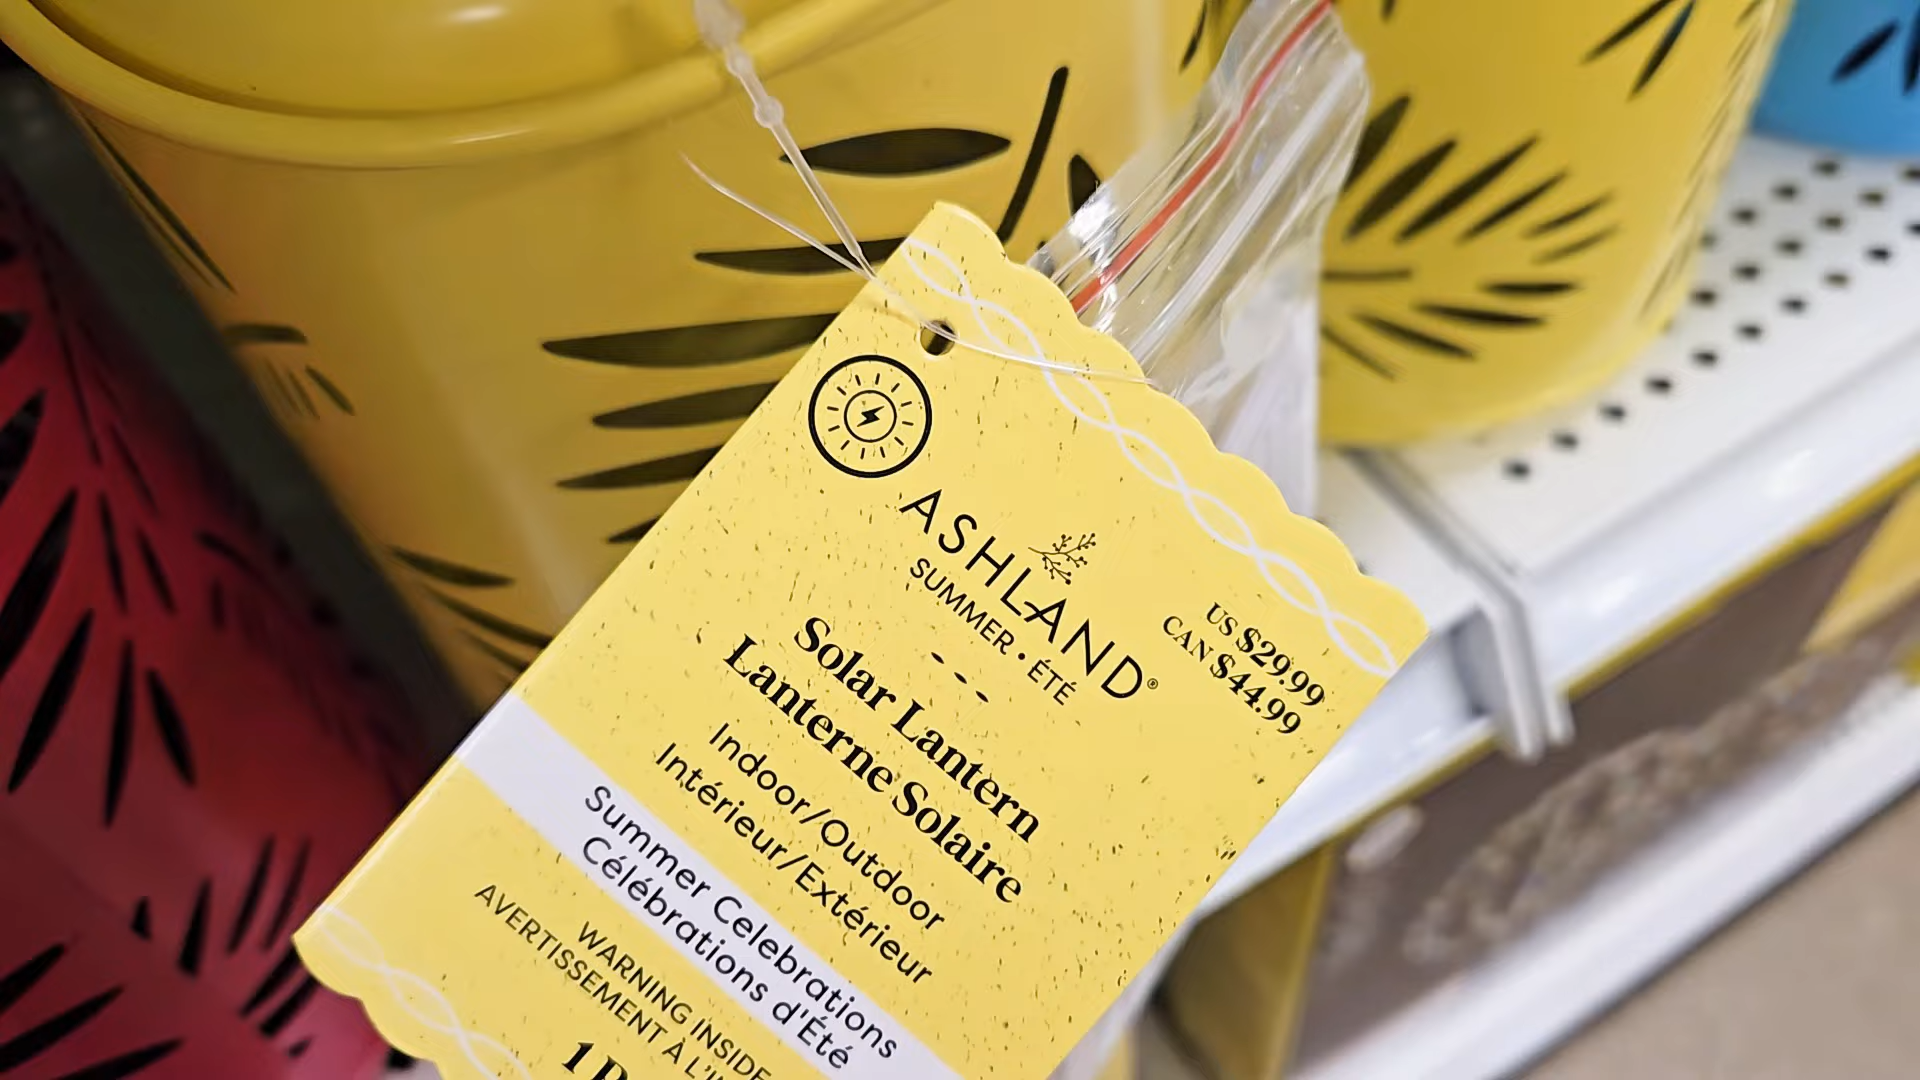 ASHLAND®
SUMMER • ÉTÉ
US $29.99
CAN $44.99
Solar Lantern
Lanterne Solaire
Indoor/Outdoor
Intérieur/Extérieur
Summer Celebrations
Célébrations d'Été
WARNING INSIDE
AVERTISSEMENT À
1